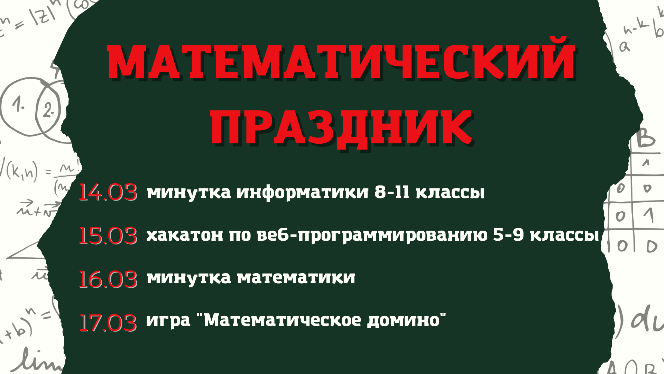 МАТЕМАТИЧЕСКИЙ
ПРАЗДНИК
14.03 минутка информатики 8-11 классы
15.03 хакатон по веб-программированию 5-9 классы
16.03 минутка математики
17.03 игра "Математическое домино"